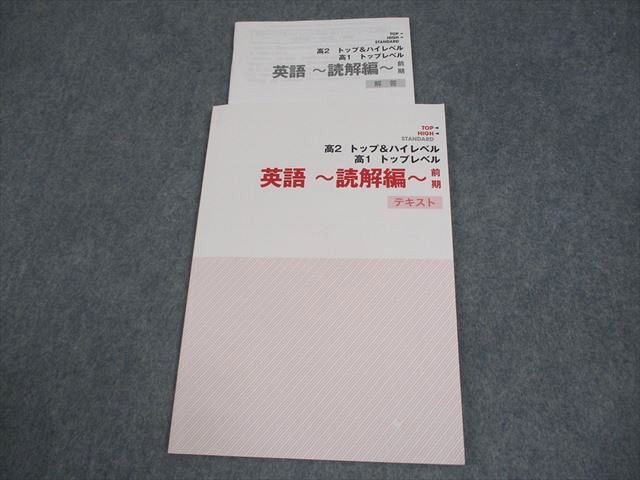 TOP◄
HIGH◄
STANDARD
高2 トップ&ハイレベル
高1 トップレベル
英語 ～読解編～ 前期
解 答
TOP◄
HIGH◄
STANDARD
高2 トップ&ハイレベル
高1 トップレベル
英語 ～読解編～ 前期
テキスト